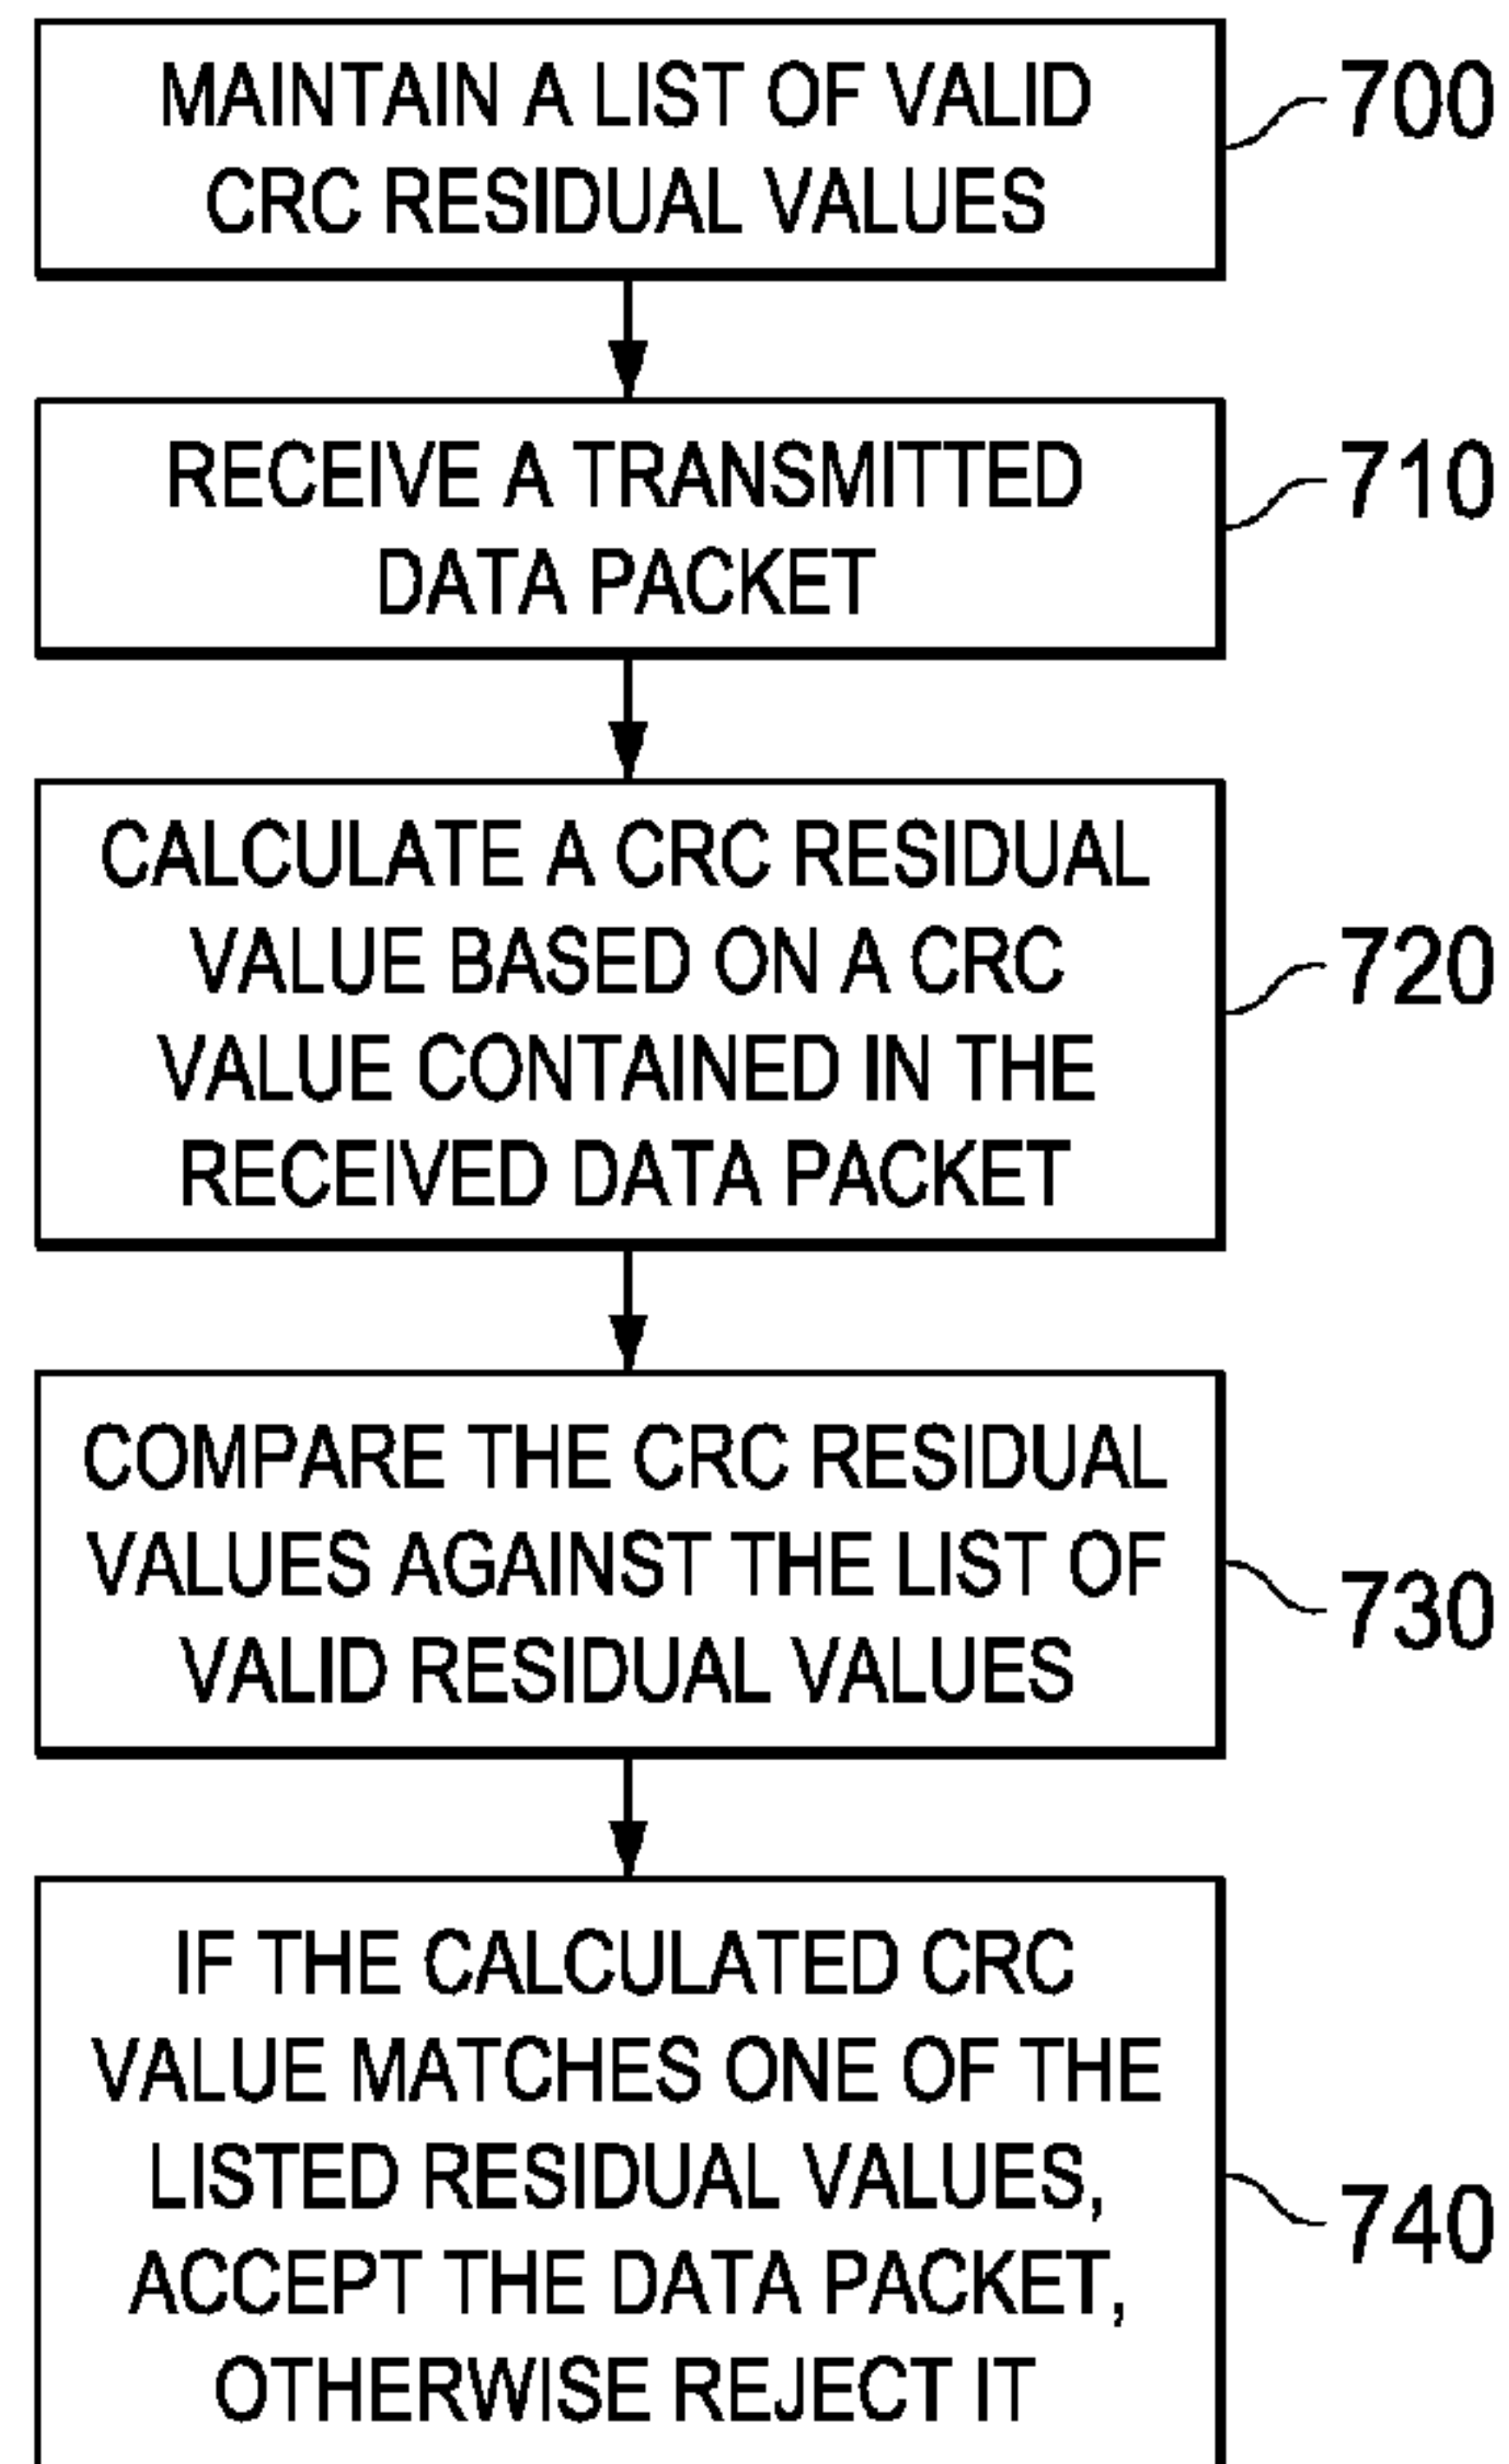 MAINTAIN A LIST OF VALID
CRC RESIDUAL VALUES
700
RECEIVE A TRANSMITTED
DATA PACKET
710
CALCULATE A CRC RESIDUAL
VALUE BASED ON A CRC
VALUE CONTAINED IN THE
RECEIVED DATA PACKET
720
COMPARE THE CRC RESIDUAL
VALUES AGAINST THE LIST OF
VALID RESIDUAL VALUES
730
IF THE CALCULATED CRC
VALUE MATCHES ONE OF THE
LISTED RESIDUAL VALUES,
ACCEPT THE DATA PACKET,
OTHERWISE REJECT IT
740